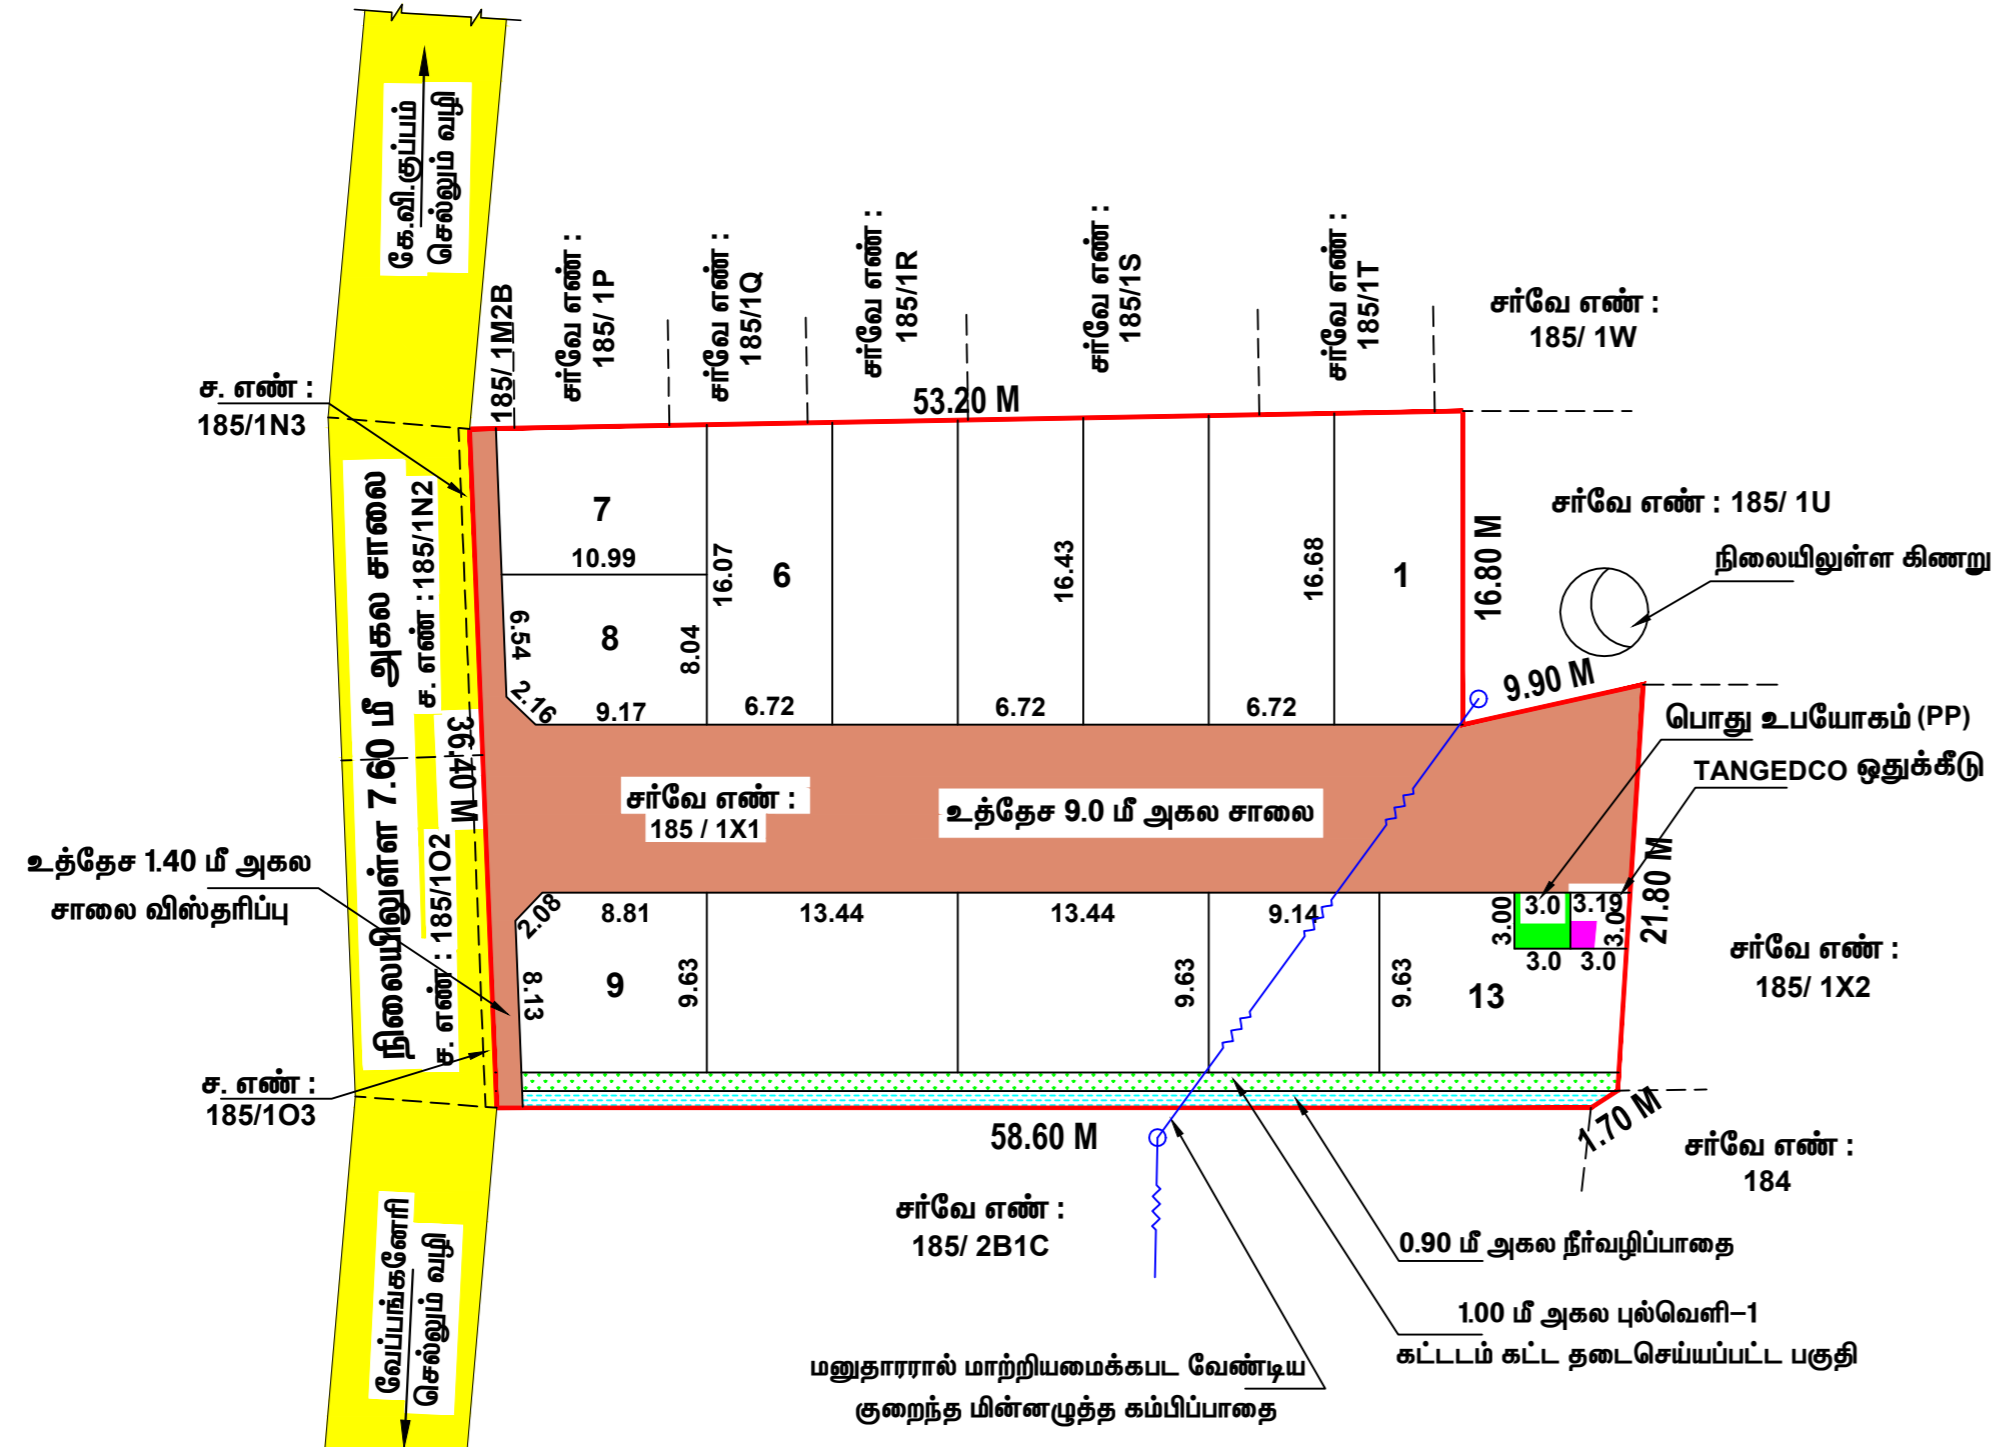 கே.வி.குப்பம்
செல்லும் வழி
185/ 1M2B
சர்வே எண் :
185/ 1P
சர்வே எண் :
185/1Q
சர்வே எண் :
185/1R
சர்வே எண் :
185/1S
சர்வே எண் :
185/1T
சர்வே எண் :
185/ 1W
ச. எண் :
185/1N3
53.20 M
நிலையிலுள்ள 7.60 மீ அகல சாலை
ச. எண் :185/1N2
36.40 M
ச. எண் : 185/1O2
7
10.99
6.54
8
8.04
2.16
9.17
16.07
6
6.72
16.43
6.72
16.68
6.72
1
16.80 M
சர்வே எண் : 185/ 1U
நிலையிலுள்ள கிணறு
9.90 M
பொது உபயோகம் (PP)
TANGEDCO ஒதுக்கீடு
சர்வே எண் :
185 / 1X1
உத்தேச 9.0 மீ அகல சாலை
உத்தேச 1.40 மீ அகல
சாலை விஸ்தரிப்பு
2.08
8.81
13.44
13.44
9.14
3.00
3.0
3.19
3.0
3.0
3.0
21.80 M
8.13
9
9.63
9.63
9.63
13
சர்வே எண் :
185/ 1X2
ச. எண் :
185/1O3
58.60 M
1.70 M
சர்வே எண் :
184
சர்வே எண் :
185/ 2B1C
0.90 மீ அகல நீர்வழிப்பாதை
1.00 மீ அகல புல்வெளி–1
கட்டடம் கட்ட தடைசெய்யப்பட்ட பகுதி
மனுதாரரால் மாற்றியமைக்கபட வேண்டிய
குறைந்த மின்னழுத்த கம்பிப்பாதை
வேப்பங்கனேரி
செல்லும் வழி